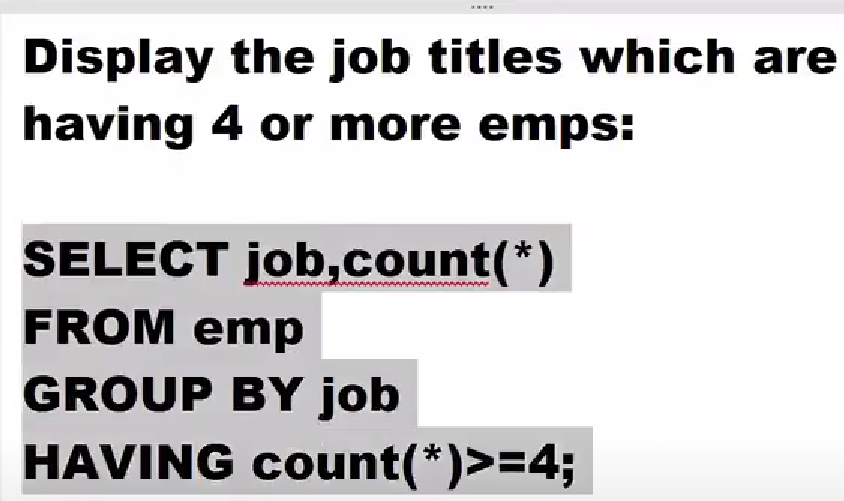 Display the job titles which are
having 4 or more emps:
SELECT job,count(*)
FROM emp
GROUP BY job
HAVING count(*)>=4;